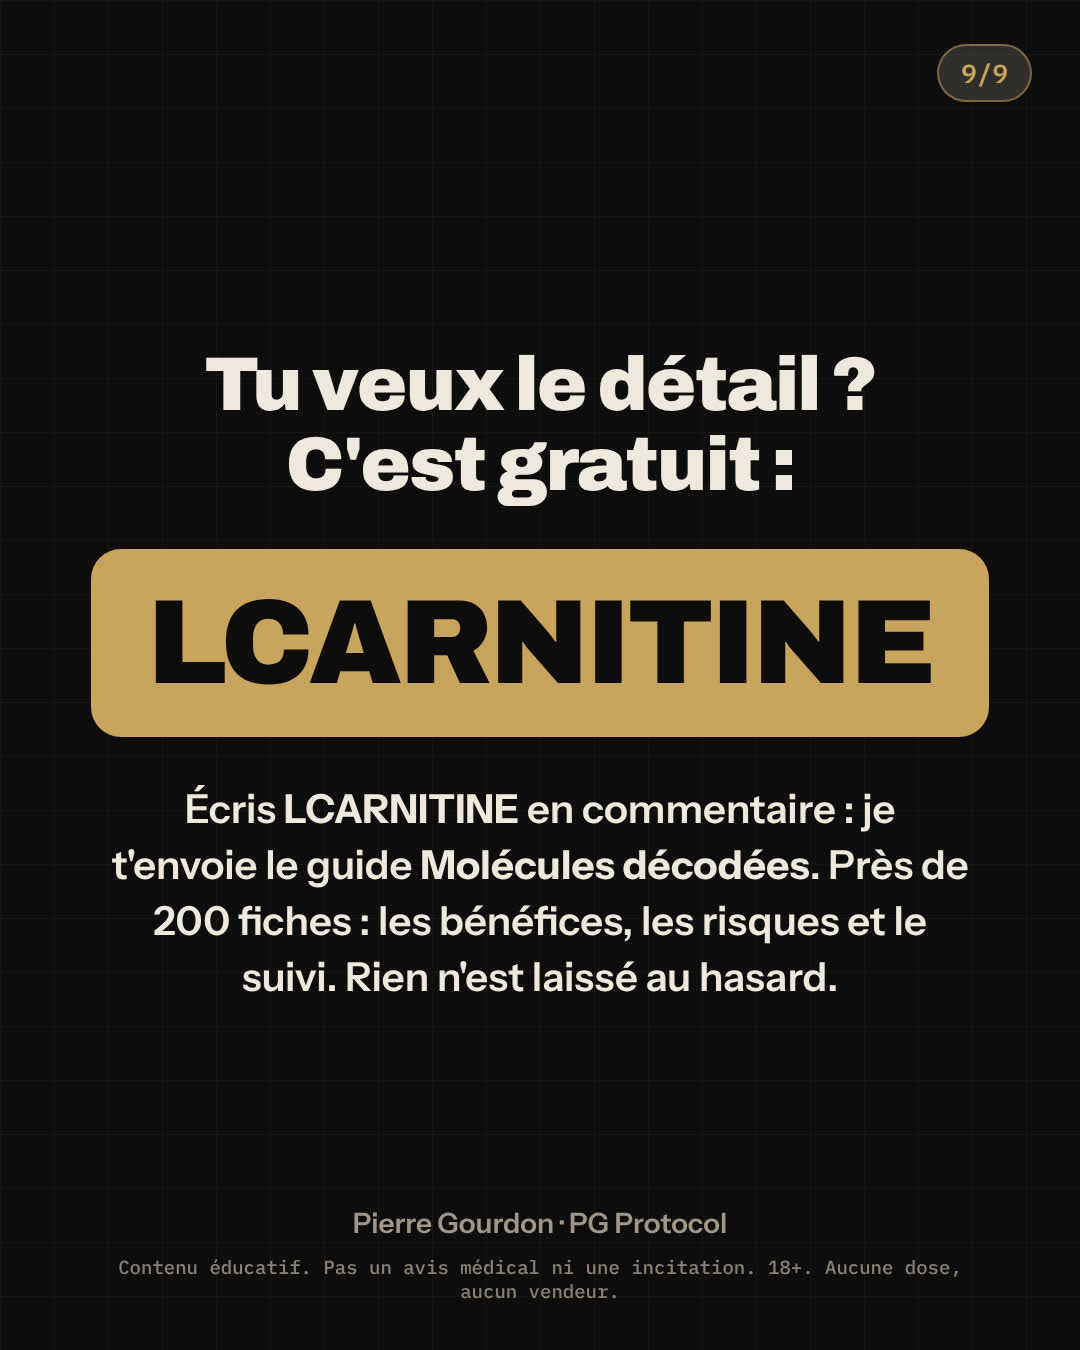 9/9
Tu veux le détail ?
C'est gratuit :
LCARNITINE
Écris LCARNITINE en commentaire : je
t'envoie le guide Molécules décodées. Près de
200 fiches : les bénéfices, les risques et le
suivi. Rien n'est laissé au hasard.
Pierre Gourdon · PG Protocol
Contenu éducatif. Pas un avis médical ni une incitation. 18+. Aucune dose,
aucun vendeur.